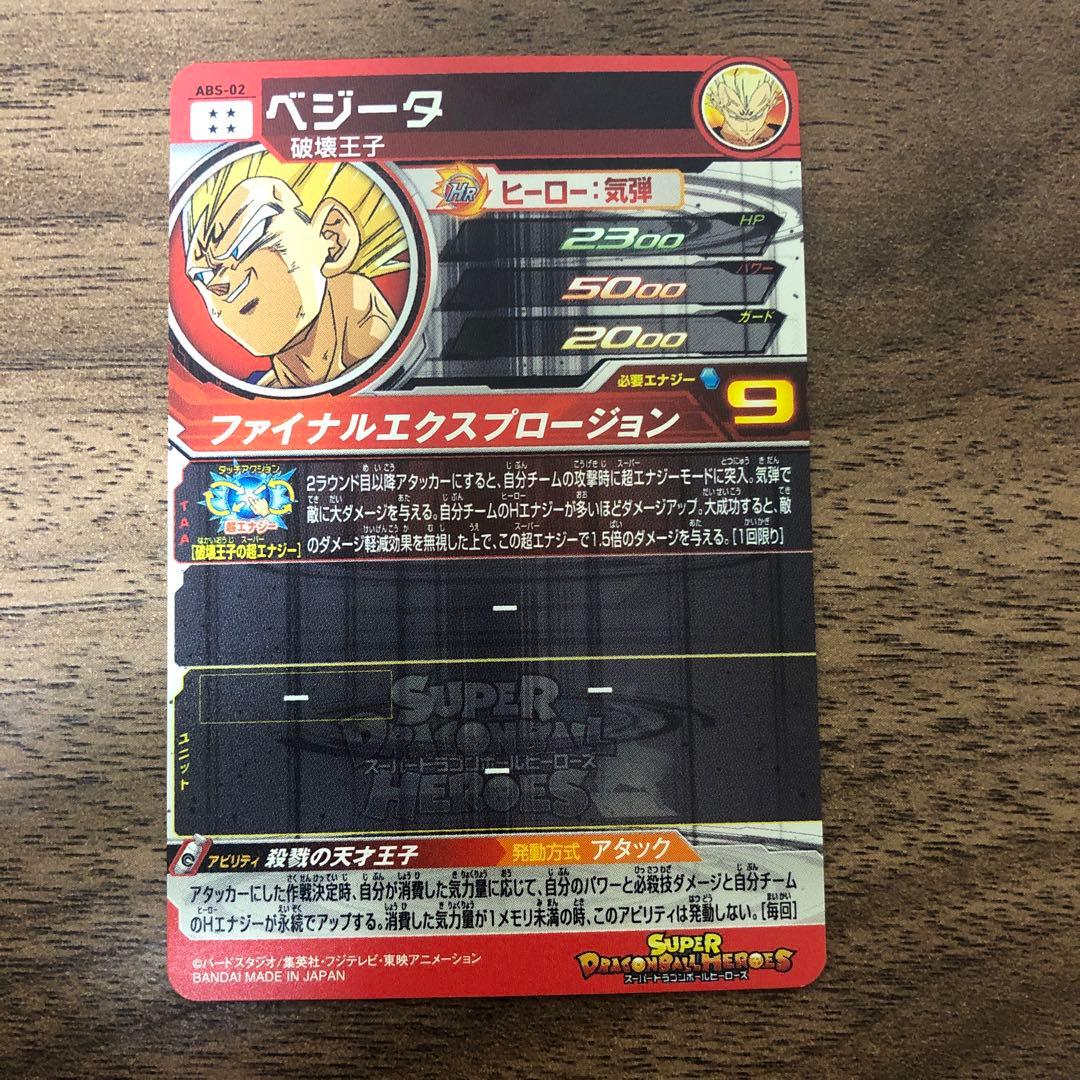 ABS-02
ベジータ
破壊王子
HR
ヒーロー:気弾
HP
2300
パワー
5000
ガード
2000
必要エナジー
9
ファイナルエクスプロージョン
TAA
タッチアクション
超エナジー
[破壊王子の超エナジー]
2ラウンド目以降アタッカーにすると、自分チームの攻撃時に超エナジーモードに突入。気弾で
敵に大ダメージを与える。自分チームのHエナジーが多いほどダメージアップ。大成功すると、敵
のダメージ軽減効果を無視した上で、この超エナジーで1.5倍のダメージを与える。[1回限り]
ー
ー
ー
ー
ユニット
SUPER
DRAGONBALL
スーパードラゴンボールヒーローズ
HEROES
アビリティ 殺戮の天才王子
発動方式 アタック
アタッカーにした作戦決定時、自分が消費した気力量に応じて、自分のパワーと必殺技ダメージと自分チーム
のHエナジーが永続でアップする。消費した気力量が1メモリ未満の時、このアビリティは発動しない。[毎回]
©バードスタジオ/集英社・フジテレビ・東映アニメーション
BANDAI MADE IN JAPAN
SUPER
DRAGONBALL HEROES
スーパードラゴンボールヒーローズ